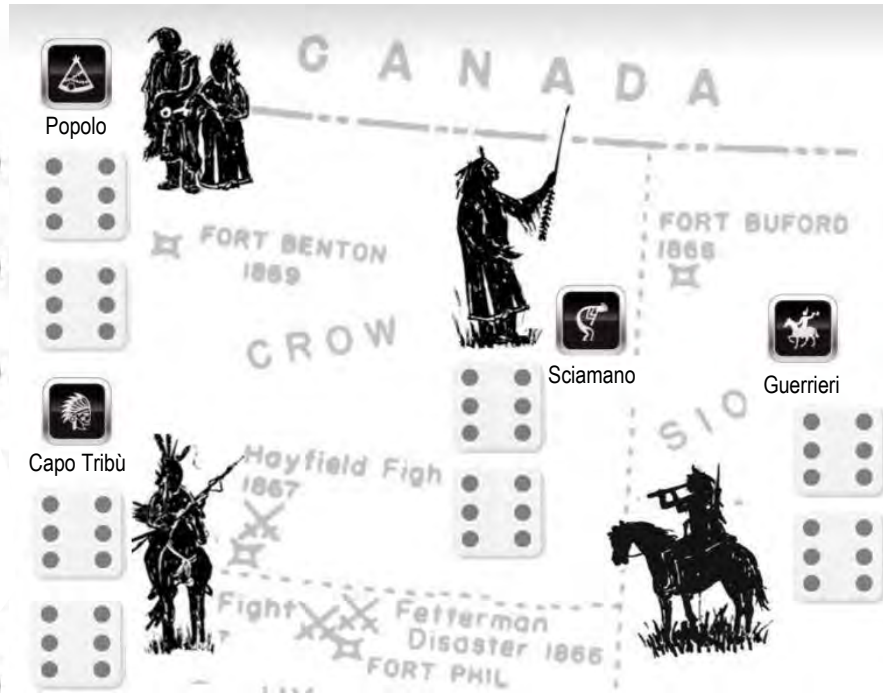 CANADA
Popolo
FORT BENTON
1869
FORT BUFORD
1866
CROW
Sciamano
Guerrieri
SIO
Capo Tribù
Hayfield Figh
1867
Fight
Fetterman
Disaster 1866
FORT PHIL